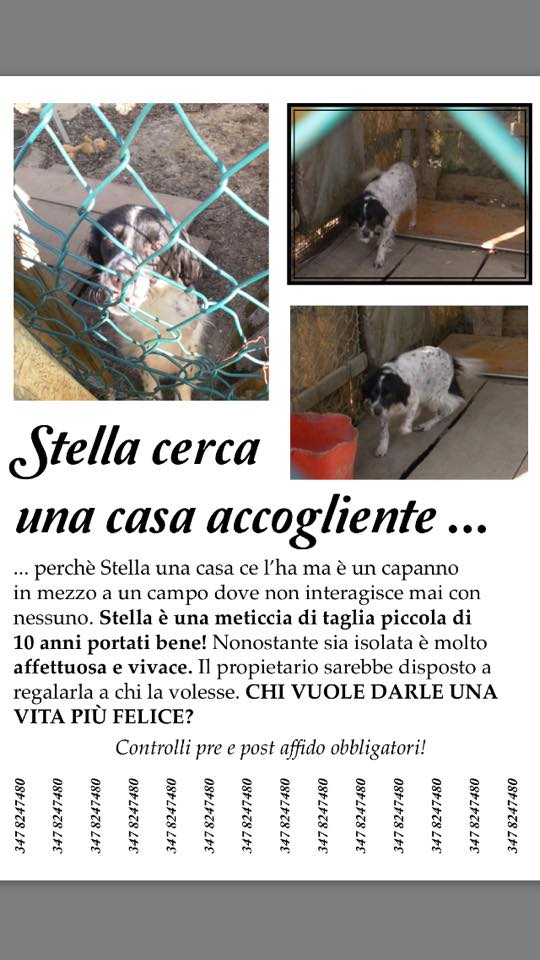 Stella cerca
una casa accogliente ...
... perchè Stella una casa ce l'ha ma è un capanno
in mezzo a un campo dove non interagisce mai con
nessuno. Stella è una meticcia di taglia piccola di
10 anni portati bene! Nonostante sia isolata è molto
affettuosa e vivace. Il propietario sarebbe disposto a
regalarla a chi la volesse. CHI VUOLE DARLE UNA
VITA PIÙ FELICE?
Controlli pre e post affido obbligatori!
347 8247480
347 8247480
347 8247480
347 8247480
347 8247480
347 8247480
347 8247480
347 8247480
347 8247480
347 8247480
347 8247480
347 8247480
347 8247480
347 8247480